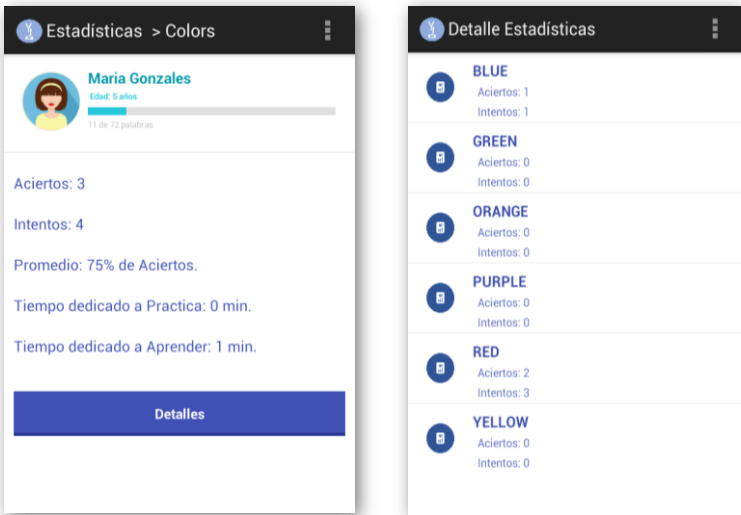 Estadísticas > Colors
Maria Gonzales
Edad: 5 años
11 de 72 palabras
Aciertos: 3
Intentos: 4
Promedio: 75% de Aciertos.
Tiempo dedicado a Practica: 0 min.
Tiempo dedicado a Aprender: 1 min.
Detalles
Detalle Estadísticas
BLUE
Aciertos: 1
Intentos: 1
GREEN
Aciertos: 0
Intentos: 0
ORANGE
Aciertos: 0
Intentos: 0
PURPLE
Aciertos: 0
Intentos: 0
RED
Aciertos: 2
Intentos: 3
YELLOW
Aciertos: 0
Intentos: 0